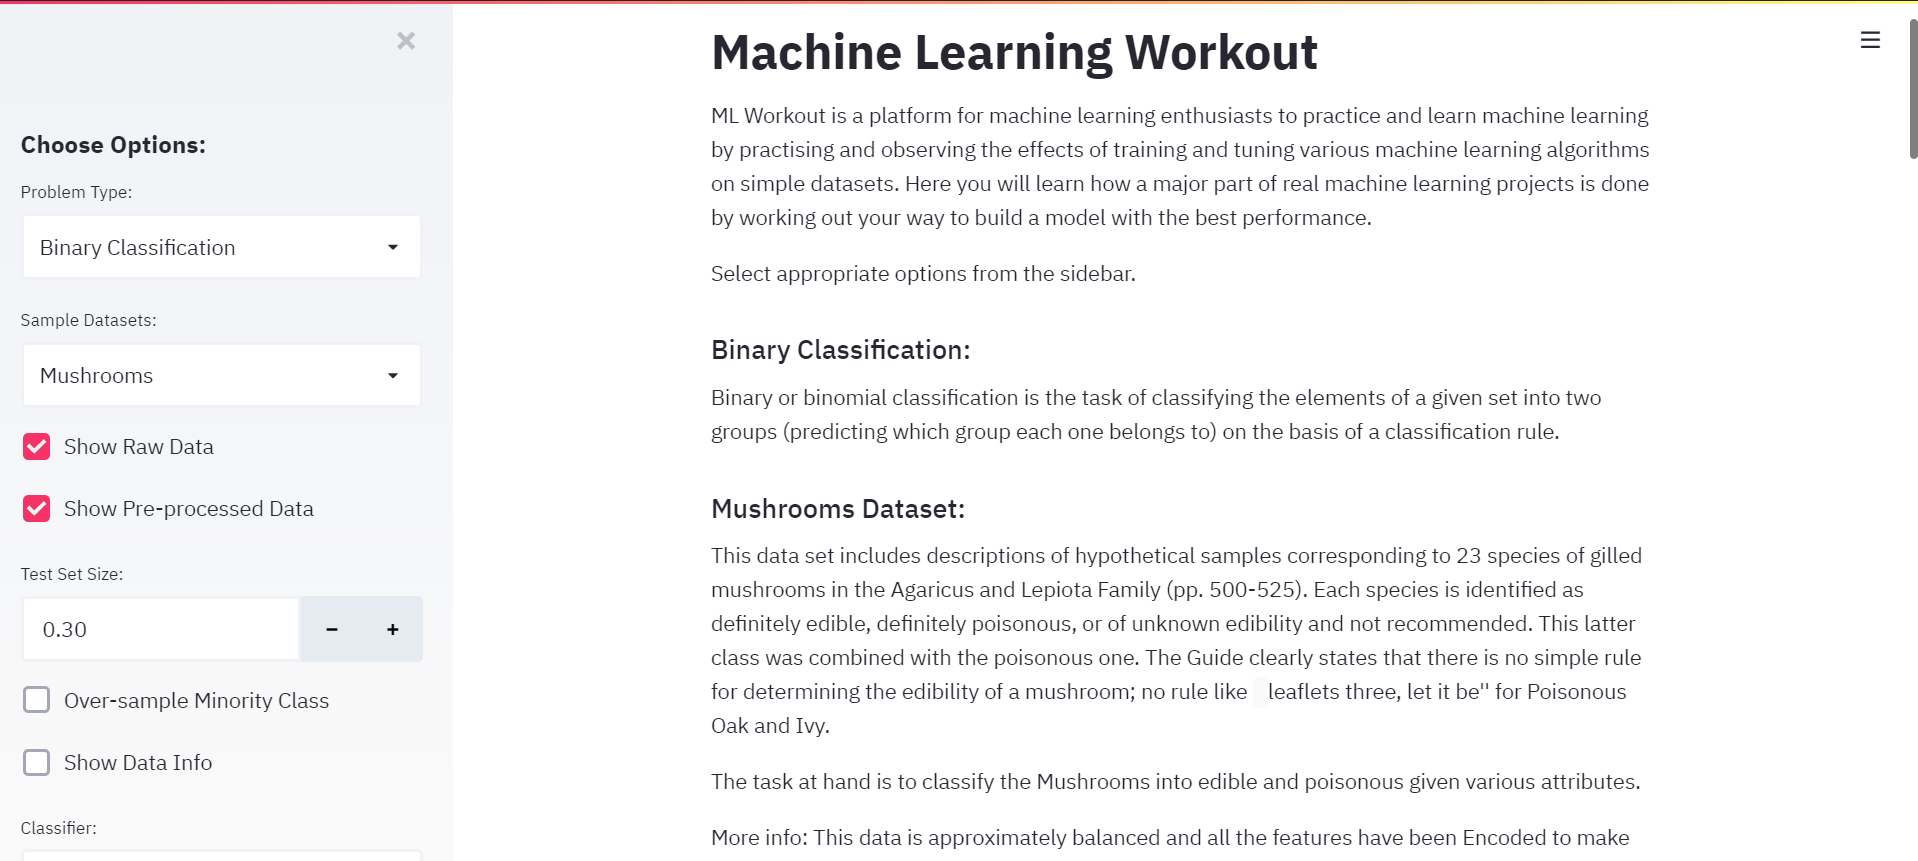 Choose Options:
Problem Type:
Binary Classification
Sample Datasets:
Mushrooms
Show Raw Data
Show Pre-processed Data
Test Set Size:
0.30
Over-sample Minority Class
Show Data Info
Classifier:
Machine Learning Workout
ML Workout is a platform for machine learning enthusiasts to practice and learn machine learning
by practising and observing the effects of training and tuning various machine learning algorithms
on simple datasets. Here you will learn how a major part of real machine learning projects is done
by working out your way to build a model with the best performance.
Select appropriate options from the sidebar.
Binary Classification:
Binary or binomial classification is the task of classifying the elements of a given set into two
groups (predicting which group each one belongs to) on the basis of a classification rule.
Mushrooms Dataset:
This data set includes descriptions of hypothetical samples corresponding to 23 species of gilled
mushrooms in the Agaricus and Lepiota Family (pp. 500-525). Each species is identified as
definitely edible, definitely poisonous, or of unknown edibility and not recommended. This latter
class was combined with the poisonous one. The Guide clearly states that there is no simple rule
for determining the edibility of a mushroom; no rule like leaflets three, let it be'' for Poisonous
Oak and Ivy.
The task at hand is to classify the Mushrooms into edible and poisonous given various attributes.
More info: This data is approximately balanced and all the features have been Encoded to make